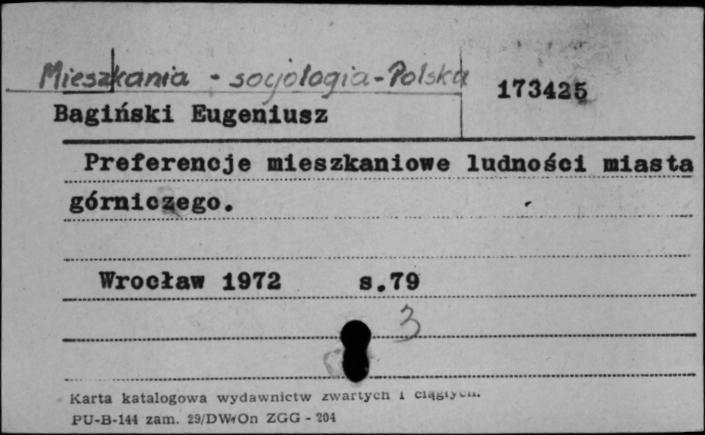 Mieszkania - socjologia - Polska
173425
Bagiński Eugeniusz
Preferencje mieszkaniowe ludności miasta
górniczego.
Wrocław 1972 s.79
3
Karta katalogowa wydawnictw zwartych i ciągłych.
PU-B-144 zam. 29/DW/On ZGG - 204